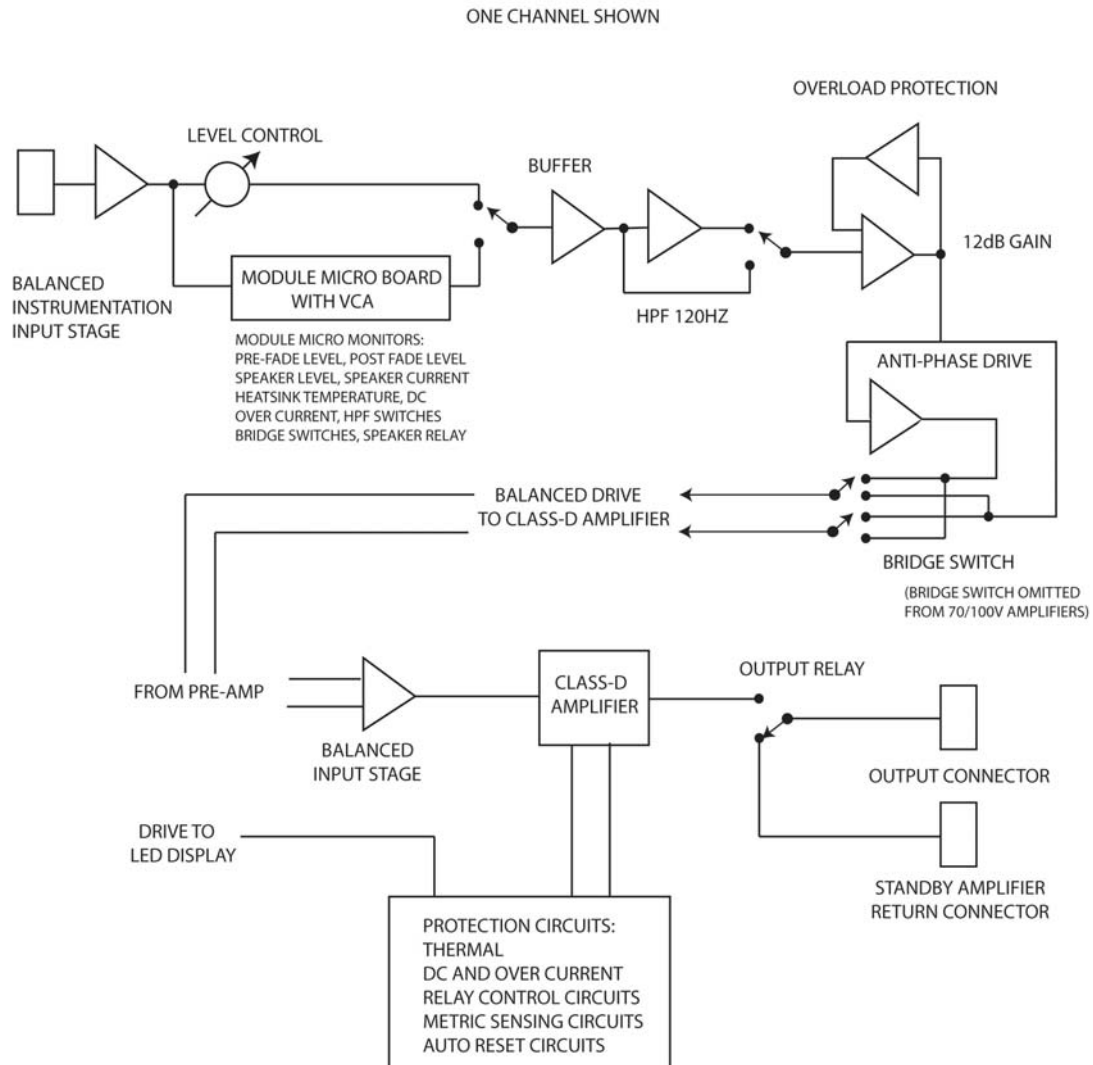 ONE CHANNEL SHOWN
OVERLOAD PROTECTION
LEVEL CONTROL
BUFFER
12dB GAIN
BALANCED
INSTRUMENTATION
INPUT STAGE
MODULE MICRO BOARD
WITH VCA
HPF 120HZ
MODULE MICRO MONITORS:
PRE-FADE LEVEL, POST FADE LEVEL
SPEAKER LEVEL, SPEAKER CURRENT
HEATSINK TEMPERATURE, DC
OVER CURRENT, HPF SWITCHES
BRIDGE SWITCHES, SPEAKER RELAY
ANTI-PHASE DRIVE
BALANCED DRIVE
TO CLASS-D AMPLIFIER
BRIDGE SWITCH
(BRIDGE SWITCH OMITTED
FROM 70/100V AMPLIFIERS)
FROM PRE-AMP
BALANCED
INPUT STAGE
CLASS-D
AMPLIFIER
OUTPUT RELAY
OUTPUT CONNECTOR
DRIVE TO
LED DISPLAY
STANDBY AMPLIFIER
RETURN CONNECTOR
PROTECTION CIRCUITS:
THERMAL
DC AND OVER CURRENT
RELAY CONTROL CIRCUITS
METRIC SENSING CIRCUITS
AUTO RESET CIRCUITS